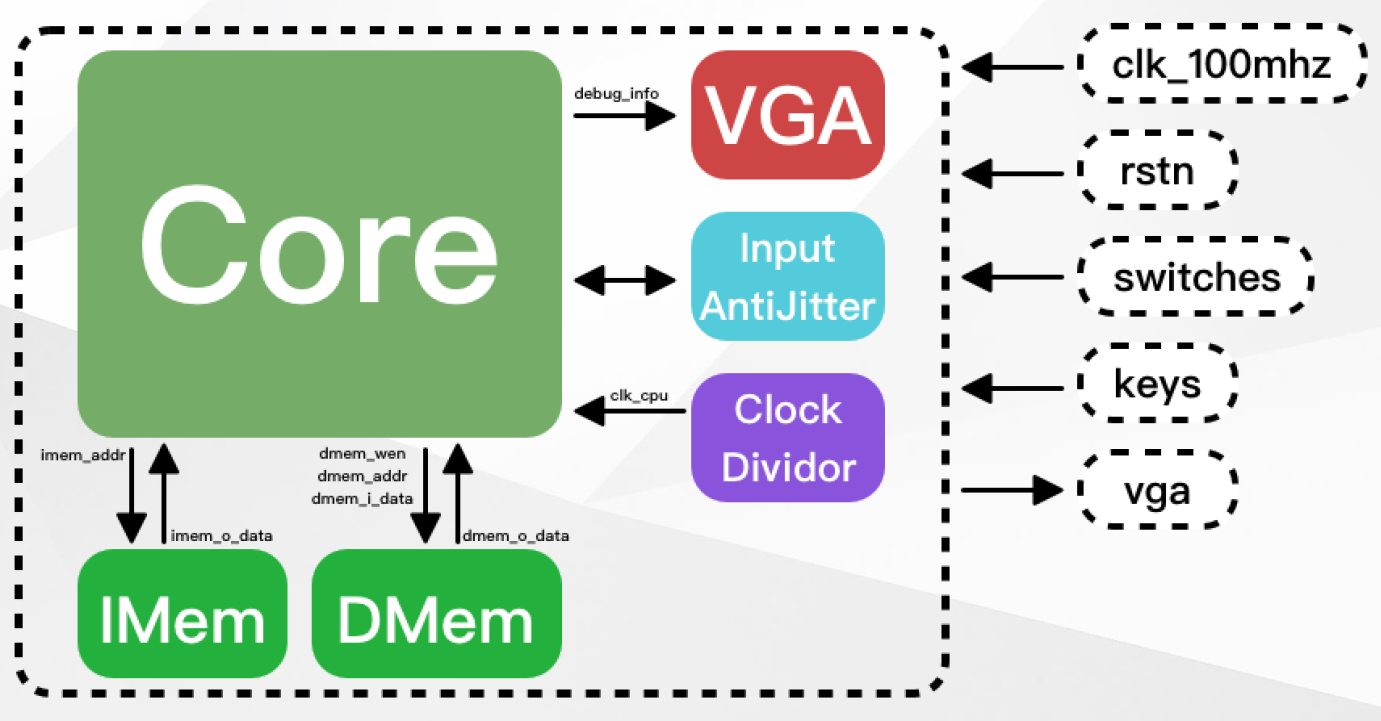 Core
debug_info
VGA
Input
AntiJitter
clk_cpu
Clock
Dividor
imem_addr
imem_o_data
dmem_wen
dmem_addr
dmem_i_data
dmem_o_data
IMem
DMem
clk_100mhz
rstn
switches
keys
vga